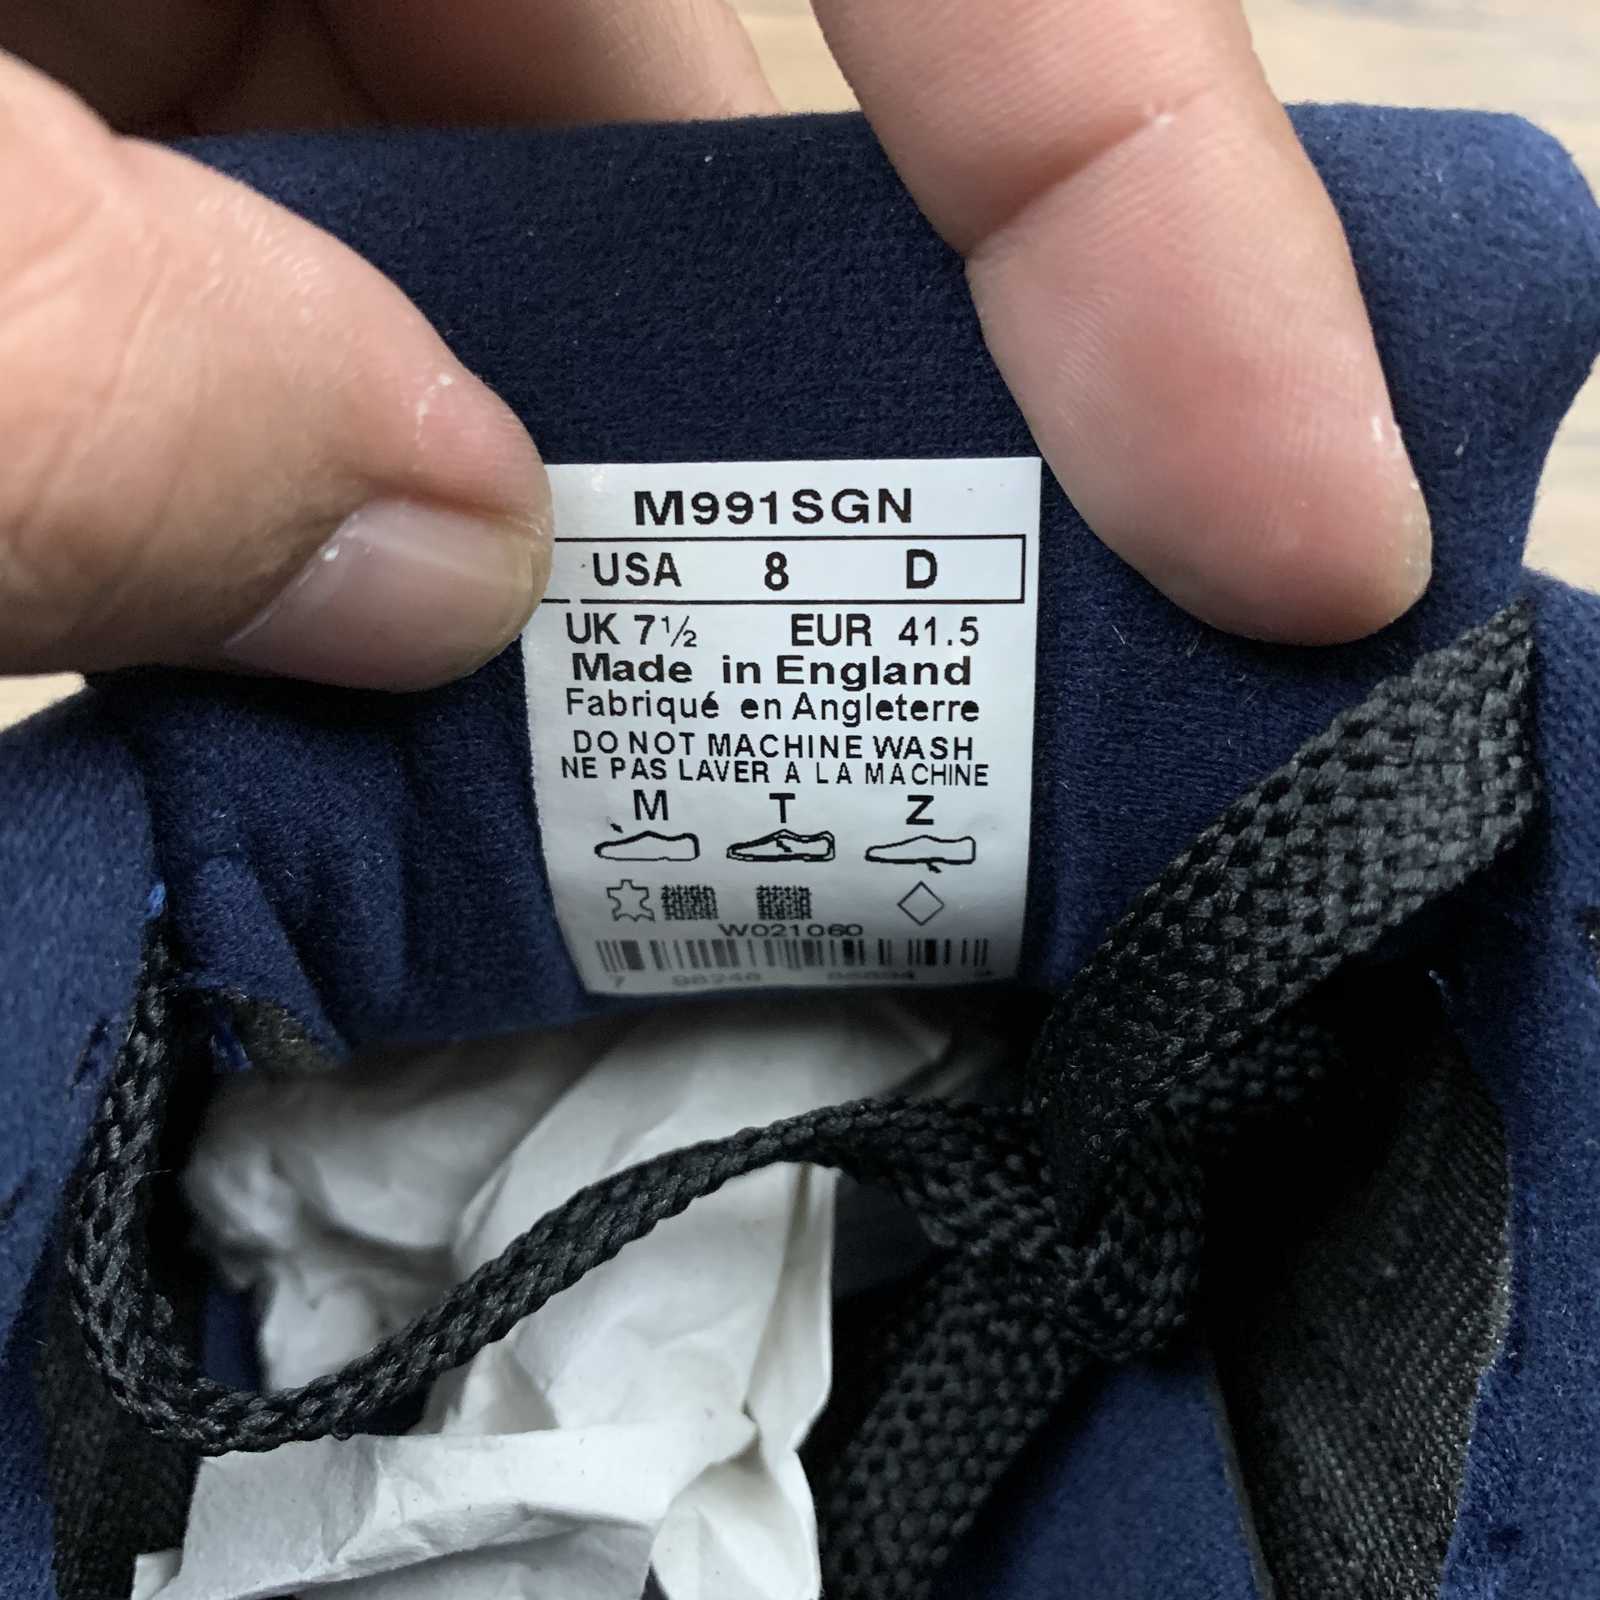 M991SGN
USA 8 D
UK 7½ EUR 41.5
Made in England
Fabriqué en Angleterre
DO NOT MACHINE WASH
NE PAS LAVER A LA MACHINE
M T Z
W021060
7